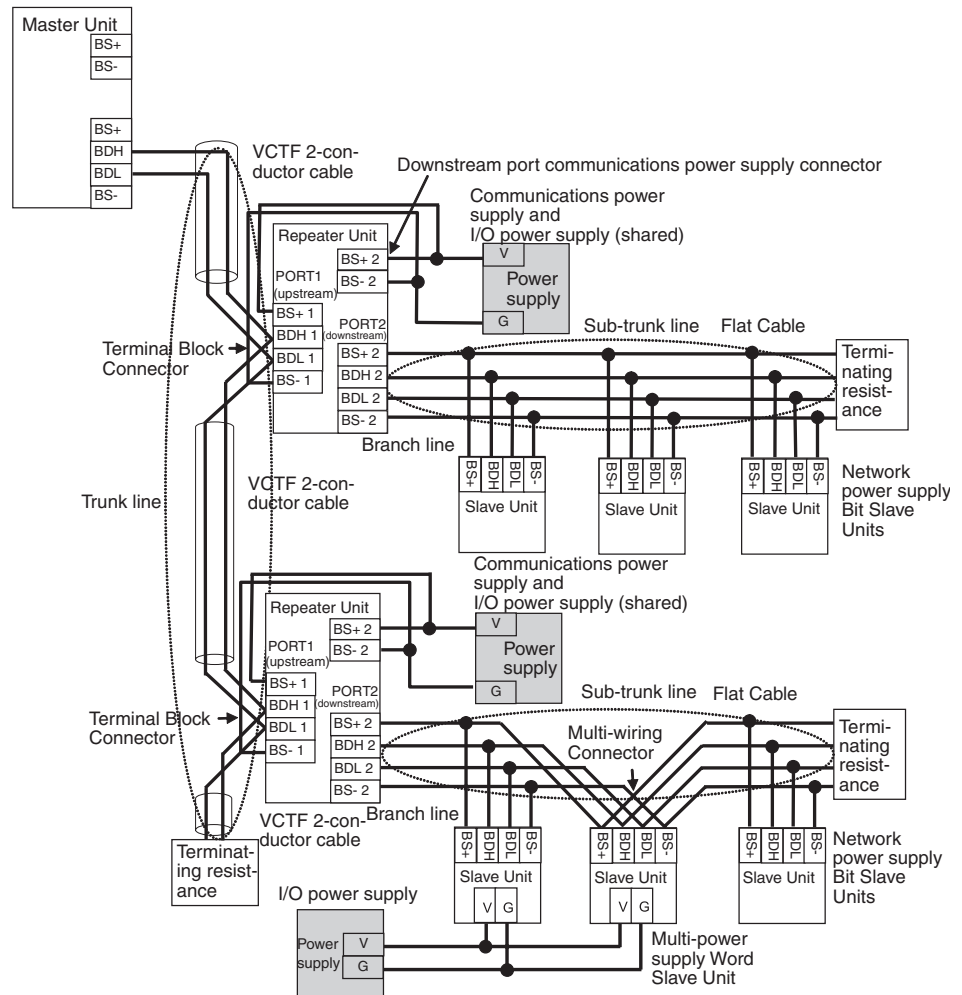 Master Unit
BS+
BS-
BS+
BDH
BDL
BS-
VCTF 2-con-
ductor cable
Downstream port communications power supply connector
Communications power
supply and
I/O power supply (shared)
Repeater Unit
BS+ 2
BS- 2
PORT1
(upstream)
BS+ 1
BDH 1
BDL 1
BS- 1
PORT2
(downstream)
BS+ 2
BDH 2
BDL 2
BS- 2
V
Power
supply
G
Terminal Block
Connector
Sub-trunk line
Flat Cable
Termi-
nating
resist-
ance
Branch line
BS+
BDH
BDL
BS-
Slave Unit
BS+
BDH
BDL
BS-
Slave Unit
BS+
BDH
BDL
BS-
Slave Unit
Network
power supply
Bit Slave
Units
Trunk line
VCTF 2-con-
ductor cable
Communications power
supply and
I/O power supply (shared)
Repeater Unit
BS+ 2
BS- 2
PORT1
(upstream)
BS+ 1
BDH 1
BDL 1
BS- 1
PORT2
(downstream)
BS+ 2
BDH 2
BDL 2
BS- 2
V
Power
supply
G
Terminal Block
Connector
Sub-trunk line
Flat Cable
Multi-wiring
Connector
Termi-
nating
resist-
ance
Branch line
VCTF 2-con-
ductor cable
Terminat-
ing resist-
ance
BS+
BDH
BDL
BS-
Slave Unit
V
G
BS+
BDH
BDL
BS-
Slave Unit
V
G
BS+
BDH
BDL
BS-
Slave Unit
Network
power supply
Bit Slave
Units
I/O power supply
Power
supply
V
G
Multi-power
supply Word
Slave Unit